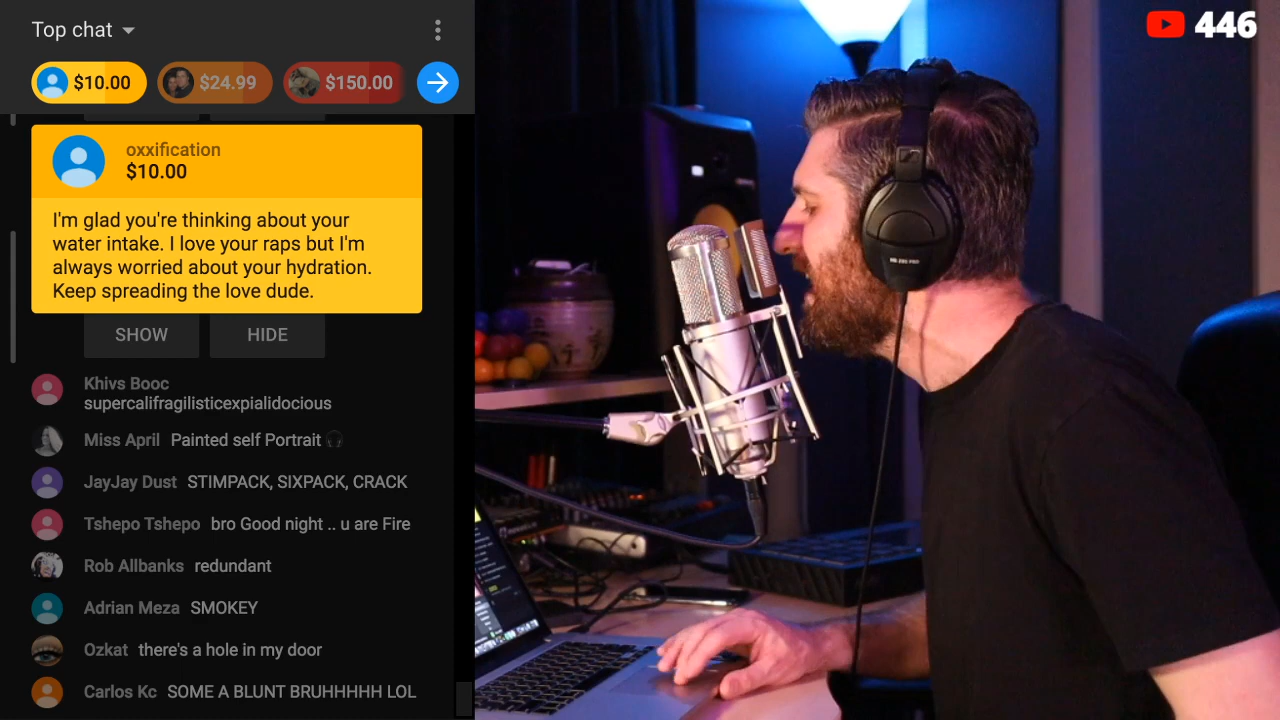 Top chat
446
$10.00
$24.99
$150.00
oxxification
$10.00
I'm glad you're thinking about your
water intake. I love your raps but I'm
always worried about your hydration.
Keep spreading the love dude.
SHOW
HIDE
Khivs Booc
supercalifragilisticexpialidocious
Miss April Painted self Portrait
JayJay Dust STIMPACK, SIXPACK, CRACK
Tshepo Tshepo bro Good night .. u are Fire
Rob Allbanks redundant
Adrian Meza SMOKEY
Ozkat there's a hole in my door
Carlos Kc SOME A BLUNT BRUHHHHH LOL